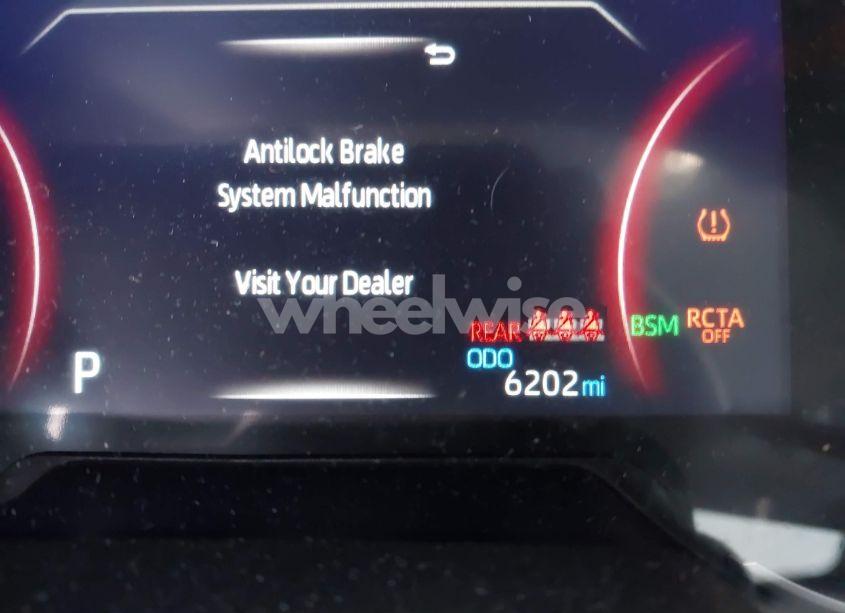 Antilock Brake
System Malfunction
Visit Your Dealer
wheelwise
REAR
BSM
RCTA
OFF
ODO
P
6202 mi